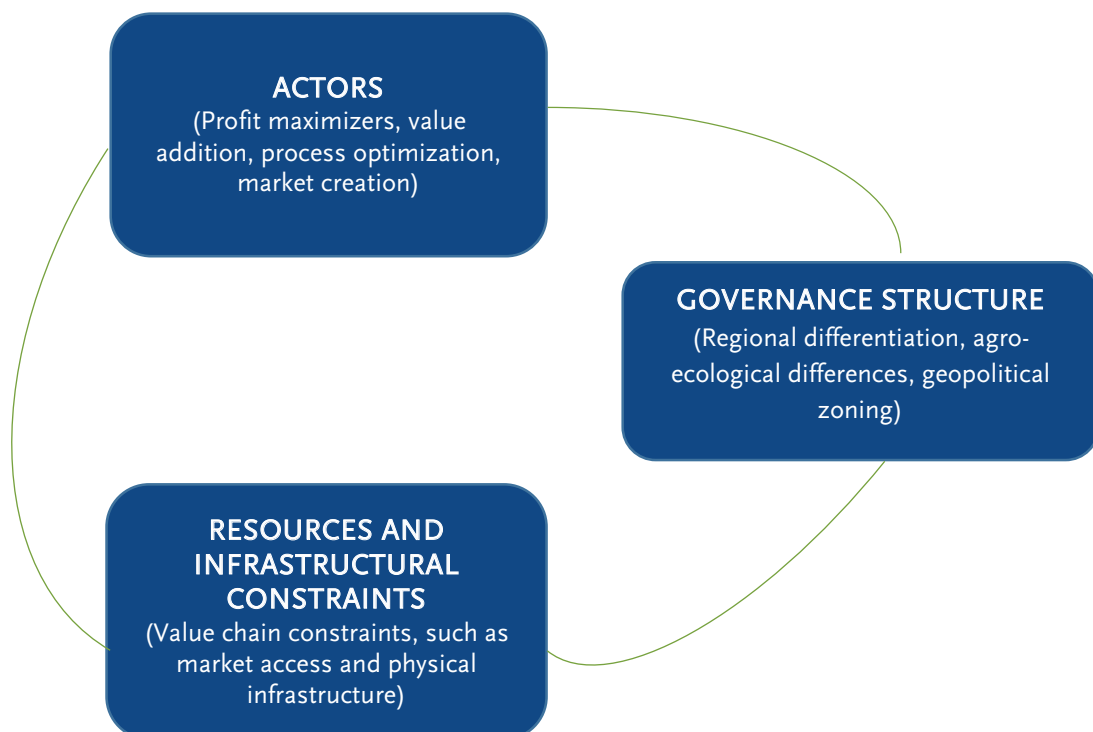 ACTORS
(Profit maximizers, value
addition, process optimization,
market creation)
GOVERNANCE STRUCTURE
(Regional differentiation, agro-
ecological differences, geopolitical
zoning)
RESOURCES AND
INFRASTRUCTURAL
CONSTRAINTS
(Value chain constraints, such as
market access and physical
infrastructure)